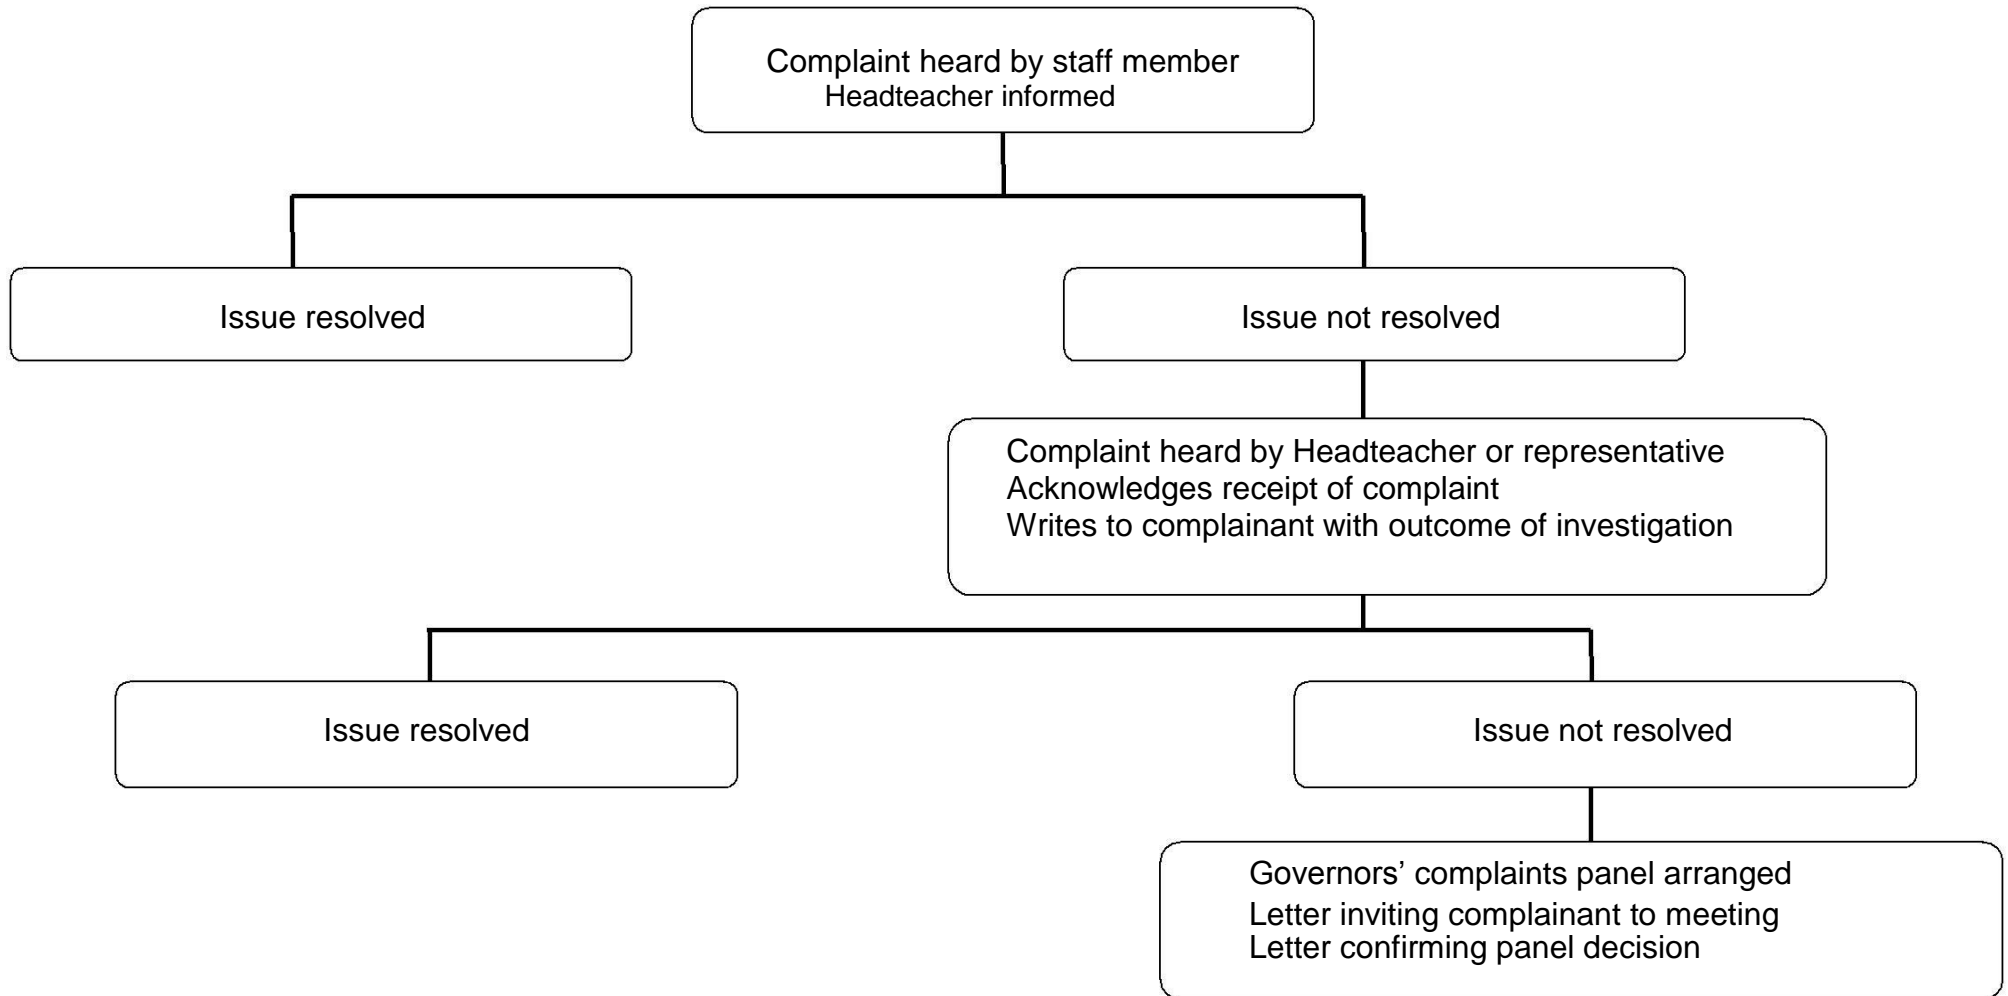 Complaint heard by staff member
Headteacher informed
Issue resolved
Issue not resolved
Complaint heard by Headteacher or representative
Acknowledges receipt of complaint
Writes to complainant with outcome of investigation
Issue resolved
Issue not resolved
Governors’ complaints panel arranged
Letter inviting complainant to meeting
Letter confirming panel decision